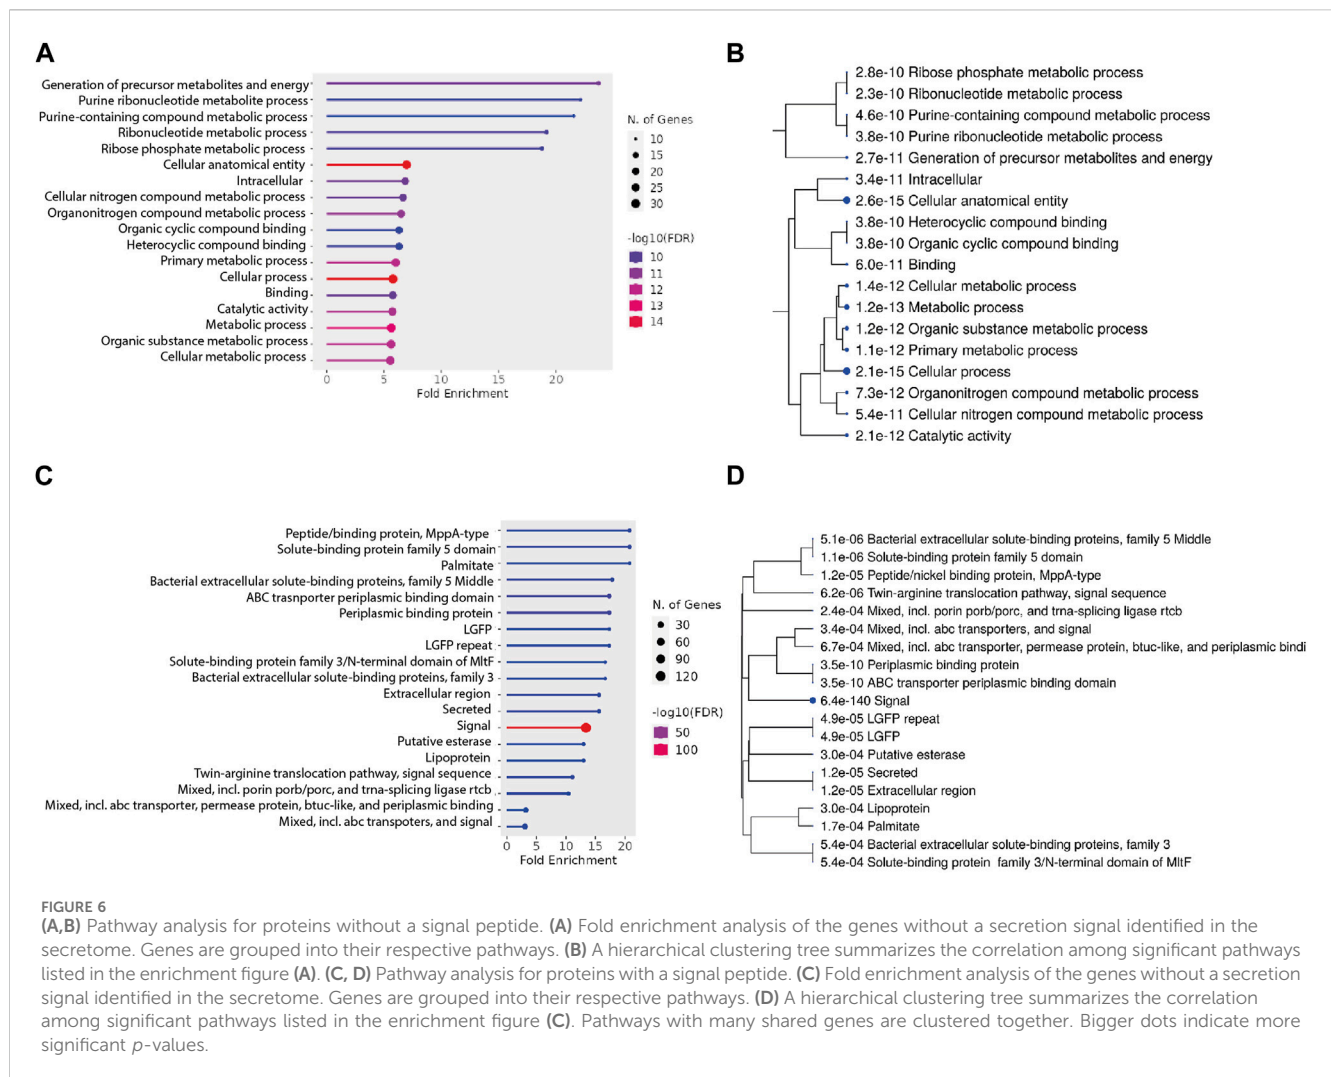 A
Generation of precursor metabolites and energy
Purine ribonucleotide metabolite process
Purine-containing compound metabolic process
Ribonucleotide metabolic process
Ribose phosphate metabolic process
Cellular anatomical entity
Intracellular
Cellular nitrogen compound metabolic process
Organonitrogen compound metabolic process
Organic cyclic compound binding
Heterocyclic compound binding
Primary metabolic process
Cellular process
Binding
Catalytic activity
Metabolic process
Organic substance metabolic process
Cellular metabolic process
0 5 10 15 20
Fold Enrichment
N. of Genes
10
15
20
25
30
-log10(FDR)
10
11
12
13
14
B
2.8e-10 Ribose phosphate metabolic process
2.3e-10 Ribonucleotide metabolic process
4.6e-10 Purine-containing compound metabolic process
3.8e-10 Purine ribonucleotide metabolic process
2.7e-11 Generation of precursor metabolites and energy
3.4e-11 Intracellular
2.6e-15 Cellular anatomical entity
3.8e-10 Heterocyclic compound binding
3.8e-10 Organic cyclic compound binding
6.0e-11 Binding
1.4e-12 Cellular metabolic process
1.2e-13 Metabolic process
1.2e-12 Organic substance metabolic process
1.1e-12 Primary metabolic process
2.1e-15 Cellular process
7.3e-12 Organonitrogen compound metabolic process
5.4e-11 Cellular nitrogen compound metabolic process
2.1e-12 Catalytic activity
C
Peptide/binding protein, MppA-type
Solute-binding protein family 5 domain
Palmitate
Bacterial extracellular solute-binding proteins, family 5 Middle
ABC trasnporter periplasmic binding domain
Periplasmic binding protein
LGFP
LGFP repeat
Solute-binding protein family 3/N-terminal domain of MltF
Bacterial extracellular solute-binding proteins, family 3
Extracellular region
Secreted
Signal
Putative esterase
Lipoprotein
Twin-arginine translocation pathway, signal sequence
Mixed, incl. porin porb/porc, and trna-splicing ligase rtcb
Mixed, incl. abc transporter, permease protein, btuc-like, and periplasmic binding
Mixed, incl. abc transpoters, and signal
0 5 10 15 20
Fold Enrichment
N. of Genes
30
60
90
120
-log10(FDR)
50
100
D
5.1e-06 Bacterial extracellular solute-binding proteins, family 5 Middle
1.1e-06 Solute-binding protein family 5 domain
1.2e-05 Peptide/nickel binding protein, MppA-type
6.2e-06 Twin-arginine translocation pathway, signal sequence
2.4e-04 Mixed, incl. porin porb/porc, and trna-splicing ligase rtcb
3.4e-04 Mixed, incl. abc transporters, and signal
6.7e-04 Mixed, incl. abc transporter, permease protein, btuc-like, and periplasmic bindi
3.5e-10 Periplasmic binding protein
3.5e-10 ABC transporter periplasmic binding domain
6.4e-140 Signal
4.9e-05 LGFP repeat
4.9e-05 LGFP
3.0e-04 Putative esterase
1.2e-05 Secreted
1.2e-05 Extracellular region
3.0e-04 Lipoprotein
1.7e-04 Palmitate
5.4e-04 Bacterial extracellular solute-binding proteins, family 3
5.4e-04 Solute-binding protein family 3/N-terminal domain of MltF
FIGURE 6
(A,B) Pathway analysis for proteins without a signal peptide. (A) Fold enrichment analysis of the genes without a secretion signal identified in the
secretome. Genes are grouped into their respective pathways. (B) A hierarchical clustering tree summarizes the correlation among significant pathways
listed in the enrichment figure (A). (C, D) Pathway analysis for proteins with a signal peptide. (C) Fold enrichment analysis of the genes without a secretion
signal identified in the secretome. Genes are grouped into their respective pathways. (D) A hierarchical clustering tree summarizes the correlation
among significant pathways listed in the enrichment figure (C). Pathways with many shared genes are clustered together. Bigger dots indicate more
significant p-values.